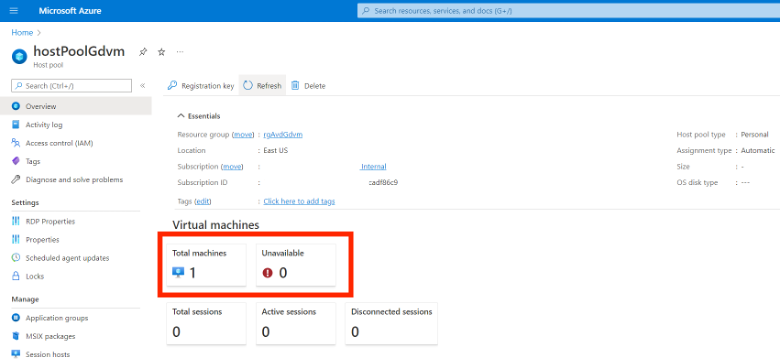 Microsoft Azure
Search resources, services, and docs (G+/)
Home >
hostPoolGdvm ...
Host pool
Search (Ctrl+/) «
Registration key Refresh Delete
Overview
Activity log
Access control (IAM)
Tags
Diagnose and solve problems
Settings
RDP Properties
Properties
Scheduled agent updates
Locks
Manage
Application groups
MSIX packages
Session hosts
Essentials
Resource group (move) : rgAvdGdvm
Location : East US
Subscription (move) : Internal
Subscription ID : cadf86c9
Tags (edit) : Click here to add tags
Host pool type : Personal
Assignment type : Automatic
Size : -
OS disk type : ---
Virtual machines
Total machines
1
Unavailable
0
Total sessions
0
Active sessions
0
Disconnected sessions
0